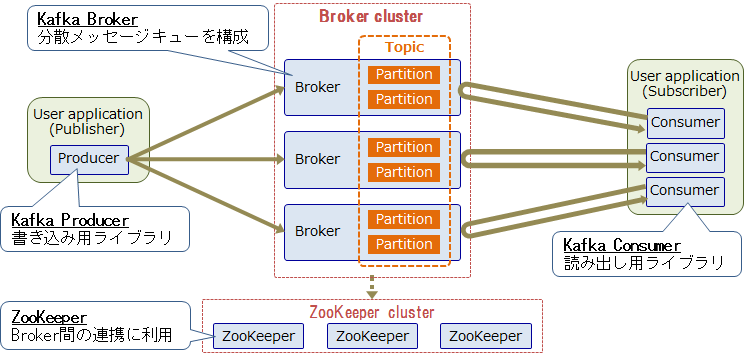 Kafka Broker
分散メッセージキューを構成
Broker cluster
Topic
Broker
Partition
Partition
Broker
Partition
Partition
Broker
Partition
Partition
User application
(Publisher)
Producer
Kafka Producer
書き込み用ライブラリ
User application
(Subscriber)
Consumer
Consumer
Consumer
Kafka Consumer
読み出し用ライブラリ
ZooKeeper
Broker間の連携に利用
ZooKeeper cluster
ZooKeeper
ZooKeeper
ZooKeeper